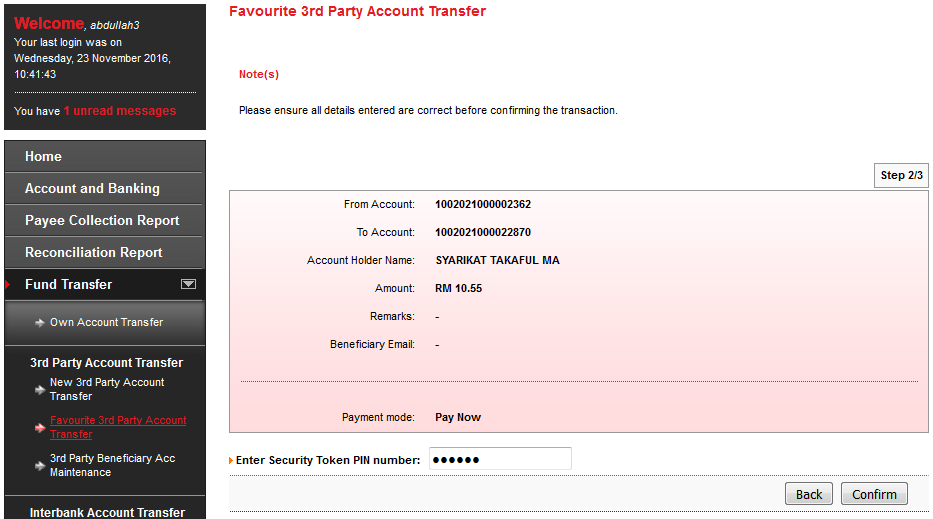 Welcome, abdullah3
Your last login was on
Wednesday, 23 November 2016,
10:41:43
You have 1 unread messages
Home
Account and Banking
Payee Collection Report
Reconciliation Report
Fund Transfer
Own Account Transfer
3rd Party Account Transfer
New 3rd Party Account
Transfer
Favourite 3rd Party Account
Transfer
3rd Party Beneficiary Acc
Maintenance
Interbank Account Transfer
Favourite 3rd Party Account Transfer
Note(s)
Please ensure all details entered are correct before confirming the transaction.
Step 2/3
From Account: 1002021000002362
To Account: 1002021000022870
Account Holder Name: SYARIKAT TAKAFUL MA
Amount: RM 10.55
Remarks: -
Beneficiary Email: -
Payment mode: Pay Now
Enter Security Token PIN number: ●●●●●●
Back Confirm